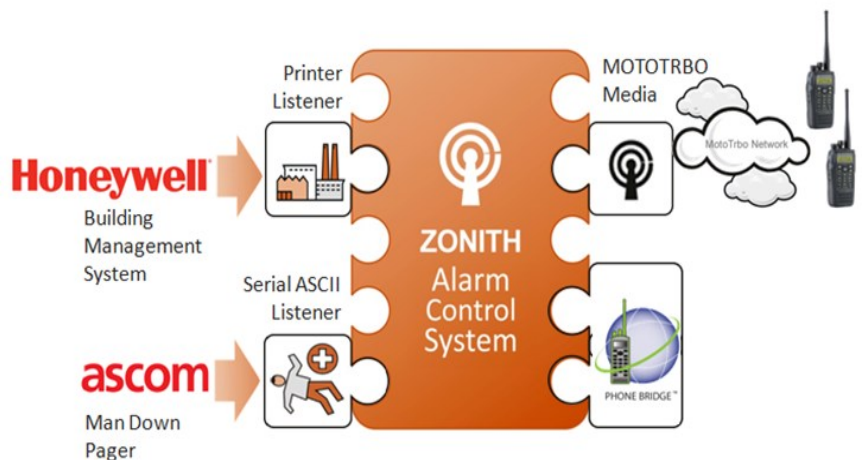 Printer
Listener
Honeywell
Building
Management
System
Serial ASCII
Listener
ascom
Man Down
Pager
ZONITH
Alarm
Control
System
MOTOTRBO
Media
MotoTrbo Network
PHONE BRIDGE™